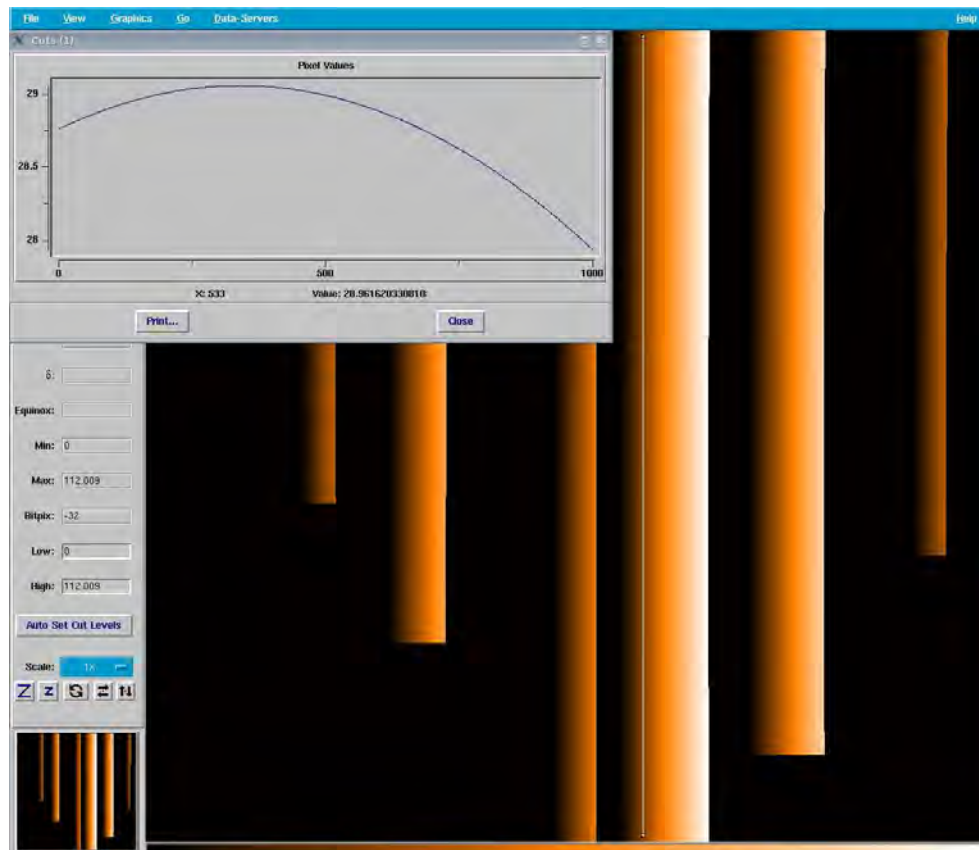 File View Graphics Go Data-Servers Help
Cuts (1)
Pixel Values
29
28.5
28
0 500 1000
X: 533 Value: 28.961620330810
Print... Close
δ:
Equinox:
Min: 0
Max: 112.009
Bitpix: -32
Low: 0
High: 112.009
Auto Set Cut Levels
Scale: 1x
Z z